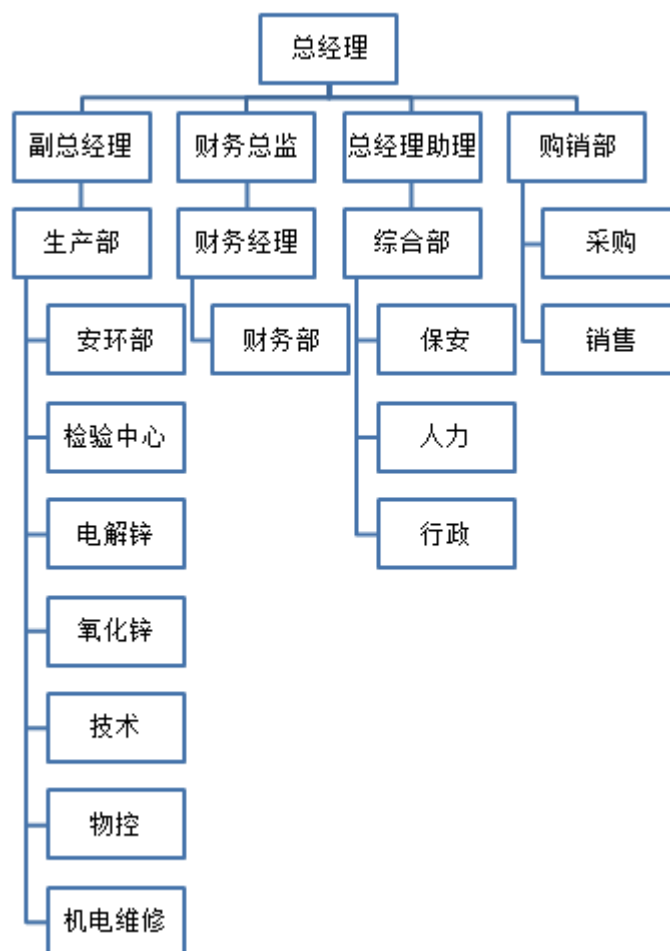 总经理
副总经理
财务总监
总经理助理
购销部
生产部
财务经理
综合部
采购
安环部
财务部
保安
销售
检验中心
人力
电解锌
行政
氧化锌
技术
物控
机电维修